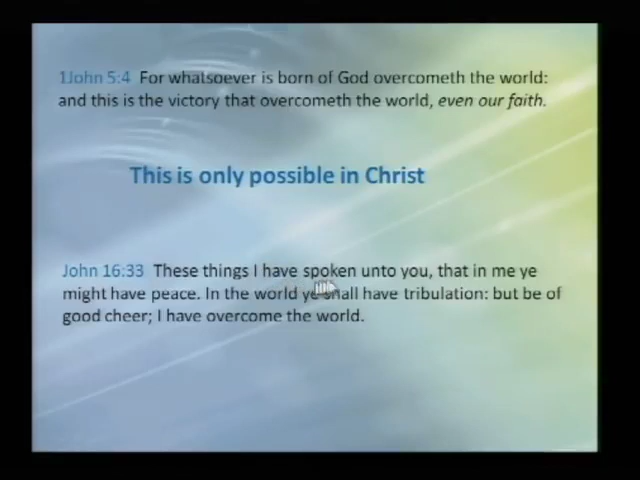 1John 5:4 For whatsoever is born of God overcometh the world:
and this is the victory that overcometh the world, even our faith.
This is only possible in Christ
John 16:33 These things I have spoken unto you, that in me ye
might have peace. In the world ye shall have tribulation: but be of
good cheer; I have overcome the world.